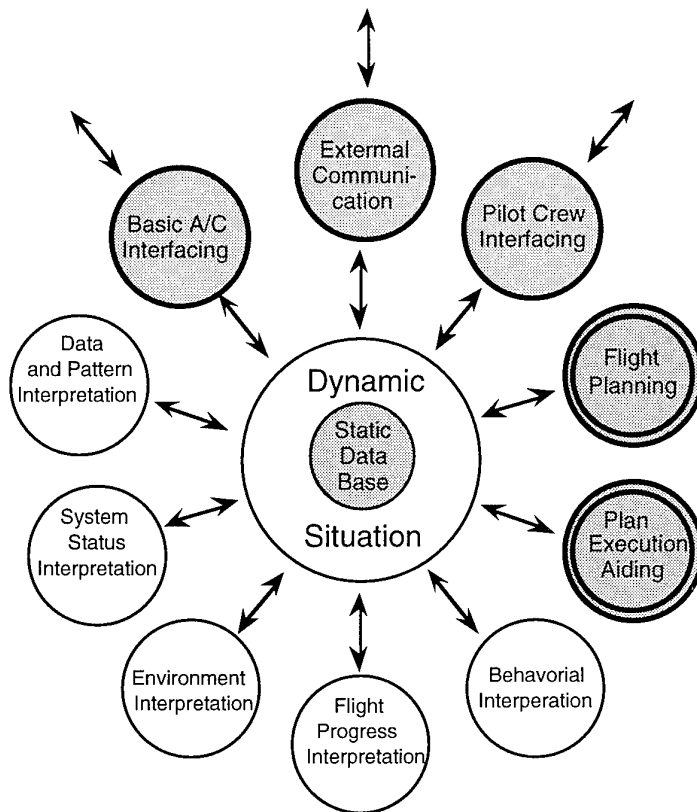 Extermal
Communi-
cation
Basic A/C
Interfacing
Pilot Crew
Interfacing
Data
and Pattern
Interpretation
Dynamic
Static
Data
Base
Situation
Flight
Planning
System
Status
Interpretation
Plan
Execution
Aiding
Environment
Interpretation
Flight
Progress
Interpretation
Behavorial
Interperation